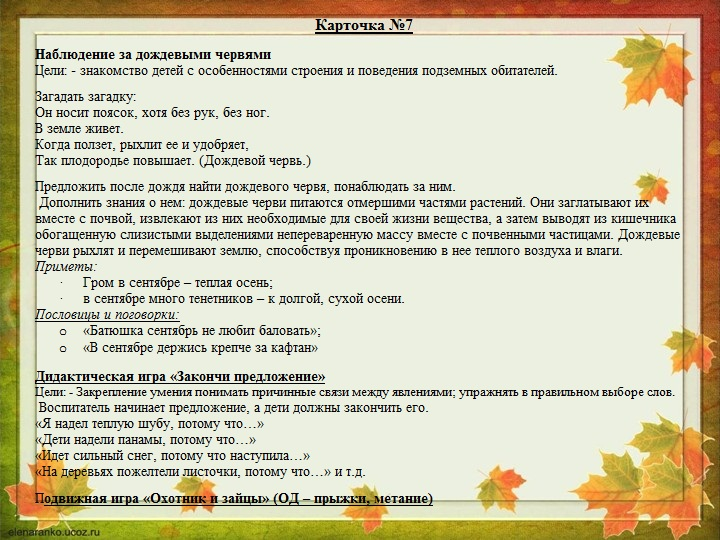 Карточка №7
Наблюдение за дождевыми червями
Цели: - знакомство детей с особенностями строения и поведения подземных обитателей.
Загадать загадку:
Он носит поясок, хотя без рук, без ног.
В земле живет.
Когда ползет, рыхлит ее и удобряет,
Так плодородье повышает. (Дождевой червь.)
Предложить после дождя найти дождевого червя, понаблюдать за ним.
Дополнить знания о нем: дождевые черви питаются отмершими частями растений. Они заглатывают их
вместе с почвой, извлекают из них необходимые для своей жизни вещества, а затем выводят из кишечника
обогащенную слизистыми выделениями непереваренную массу вместе с почвенными частицами. Дождевые
черви рыхлят и перемешивают землю, способствуя проникновению в нее теплого воздуха и влаги.
Приметы:
· Гром в сентябре – теплая осень;
· в сентябре много тенетников – к долгой, сухой осени.
Пословицы и поговорки:
o «Батюшка сентябрь не любит баловать»;
o «В сентябре держись крепче за кафтан»
Дидактическая игра «Закончи предложение»
Цели: - Закрепление умения понимать причинные связи между явлениями; упражнять в правильном выборе слов.
Воспитатель начинает предложение, а дети должны закончить его.
«Я надел теплую шубу, потому что…»
«Дети надели панамы, потому что…»
«Идет сильный снег, потому что наступила…»
«На деревьях пожелтели листочки, потому что…» и т.д.
Подвижная игра «Охотник и зайцы» (ОД – прыжки, метание)
elenaranko.ucoz.ru